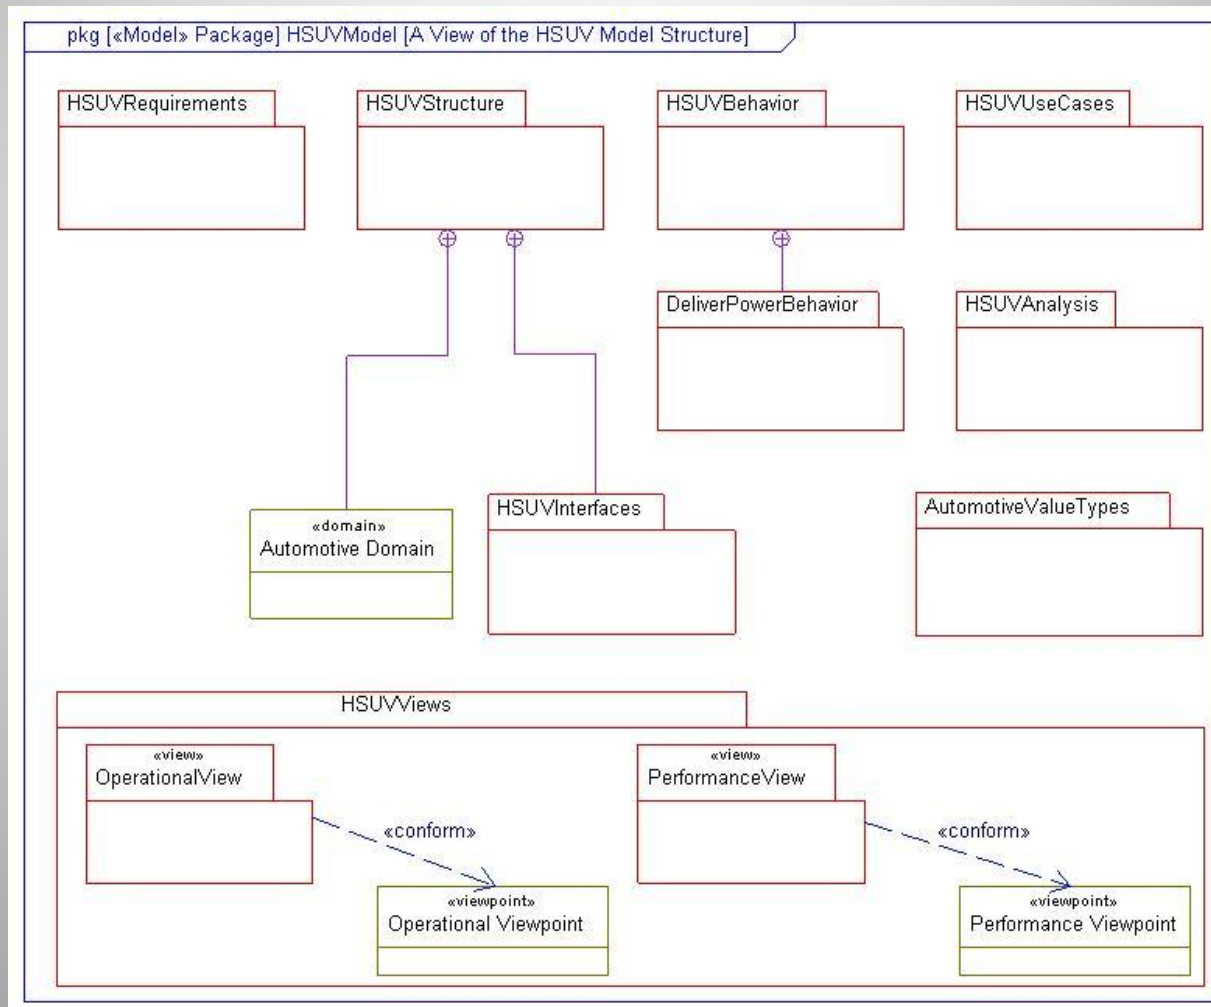 pkg [«Model» Package] HSUVModel [A View of the HSUV Model Structure]
HSUVRequirements
HSUVStructure
HSUVBehavior
HSUVUseCases
DeliverPowerBehavior
HSUVAnalysis
«domain»
Automotive Domain
HSUVInterfaces
AutomotiveValueTypes
HSUVViews
«view»
OperationalView
«conform»
«viewpoint»
Operational Viewpoint
«view»
PerformanceView
«conform»
«viewpoint»
Performance Viewpoint